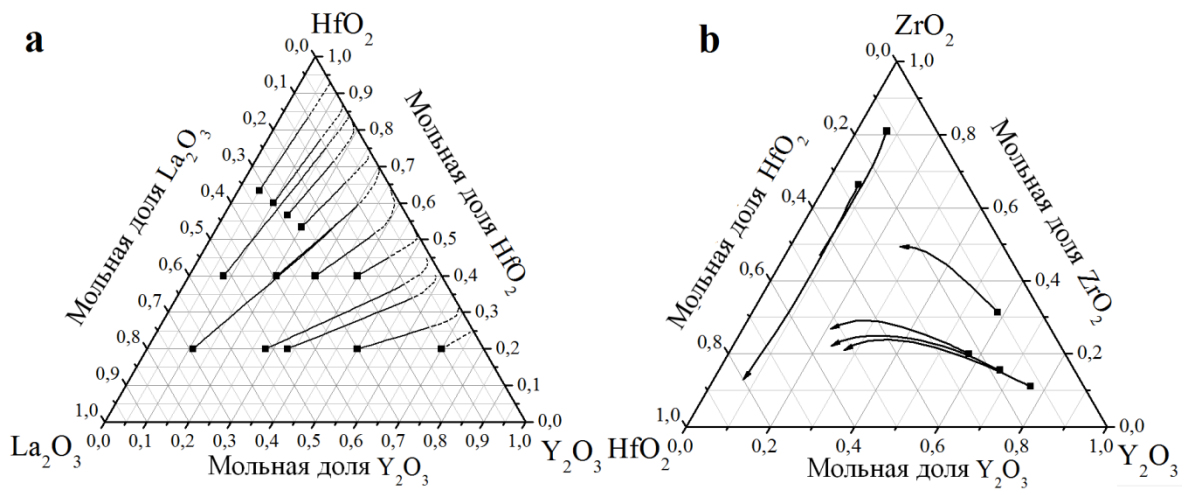 a
HfO₂
0,0
1,0
0,1
0,9
0,2
0,8
0,3
0,7
0,4
0,6
0,5
0,5
0,6
0,4
0,7
0,3
0,8
0,2
0,9
0,1
1,0
0,0
Мольная доля La₂O₃
Мольная доля HfO₂
0,0 0,1 0,2 0,3 0,4 0,5 0,6 0,7 0,8 0,9 1,0
La₂O₃
Мольная доля Y₂O₃
Y₂O₃
b
ZrO₂
0,0
1,0
0,2
0,8
0,4
0,6
0,6
0,4
0,8
0,2
1,0
0,0
Мольная доля HfO₂
Мольная доля ZrO₂
0,0 0,2 0,4 0,6 0,8 1,0
HfO₂
Мольная доля Y₂O₃
Y₂O₃